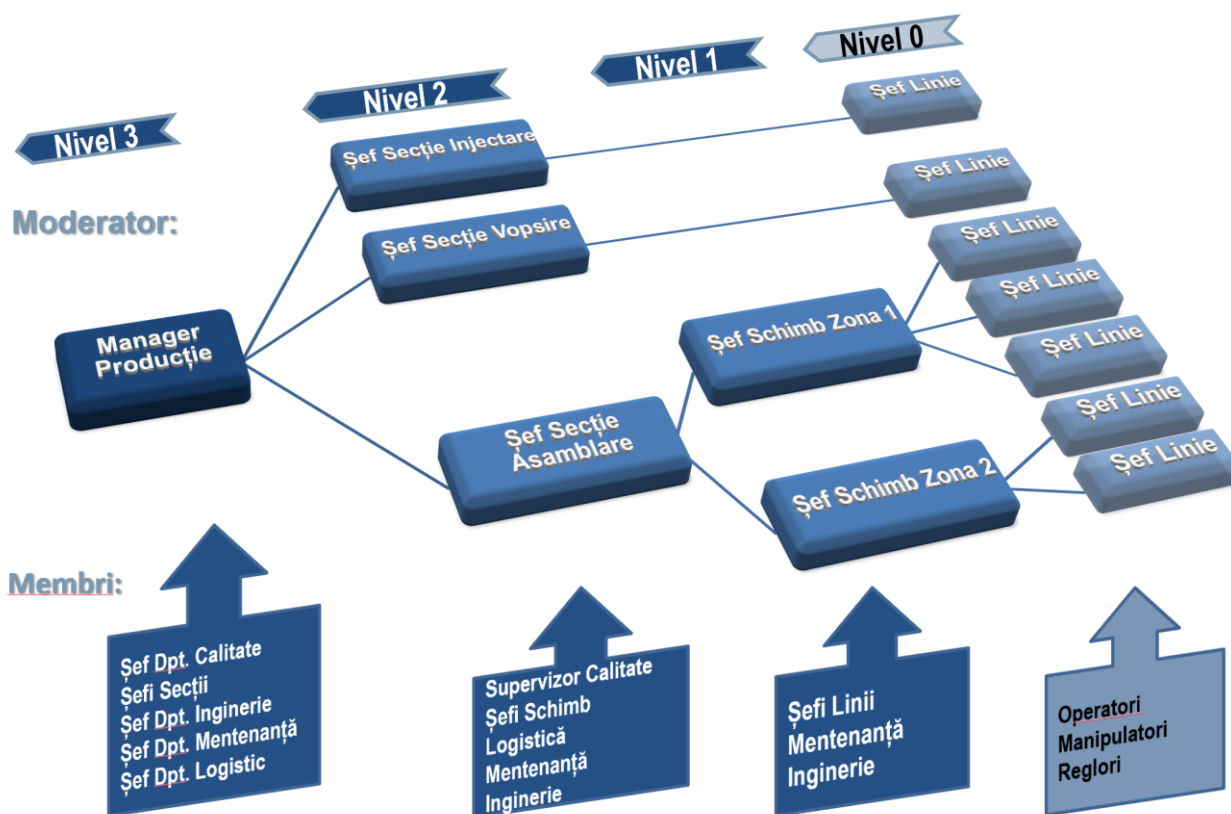 Nivel 3
Nivel 2
Nivel 1
Nivel 0
Moderator:
Manager
Producție
Șef Secție Injectare
Șef Secție Vopsire
Șef Secție
Asamblare
Șef Schimb Zona 1
Șef Schimb Zona 2
Șef Linie
Șef Linie
Șef Linie
Șef Linie
Șef Linie
Șef Linie
Șef Linie
Membri:
Șef Dpt. Calitate
Șefi Secții
Șef Dpt. Inginerie
Șef Dpt. Mentenanță
Șef Dpt. Logistic
Supervizor Calitate
Șefi Schimb
Logistică
Mentenanță
Inginerie
Șefi Linii
Mentenanță
Inginerie
Operatori
Manipulatori
Reglori